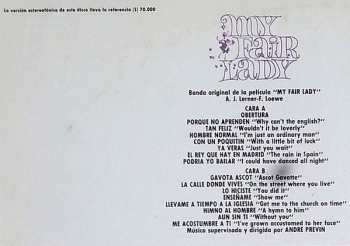 La versión estereofónica de este disco lleva la referencia (S) 70.000
MY
FAIR
LADY
Banda original de la película "MY FAIR LADY"
A. J. Lerner-F. Loewe
CARA A
OBERTURA
PORQUE NO APRENDEN "Why can't the english?"
TAN FELIZ "Wouldn't it be loverly"
HOMBRE NORMAL "I'm just an ordinary man"
CON UN POQUITIN "With a little bit of luck"
YA VERAS "Just you wait"
EL REY QUE HAY EN MADRID "The rain in Spain"
PODRIA YO BAILAR "I could have danced all night"
CARA B
GAVOTA ASCOT "Ascot Gavotte"
LA CALLE DONDE VIVES "On the street where you live"
LO HICISTE "You did it"
ENSEÑAME "Show me"
LLEVAME A TIEMPO A LA IGLESIA "Get me to the church on time"
HIMNO AL HOMBRE "A hymn to him"
AUN SIN TI "Without you"
ME ACOSTUMBRE A TI "I've grown accustomed to her face"
Música supervisada y dirigida por ANDRE PREVIN